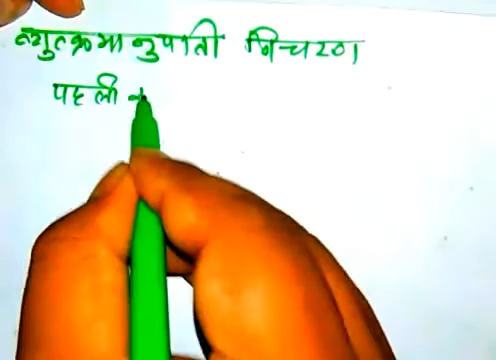 व्युत्क्रमानुपाती विचरण
पहली